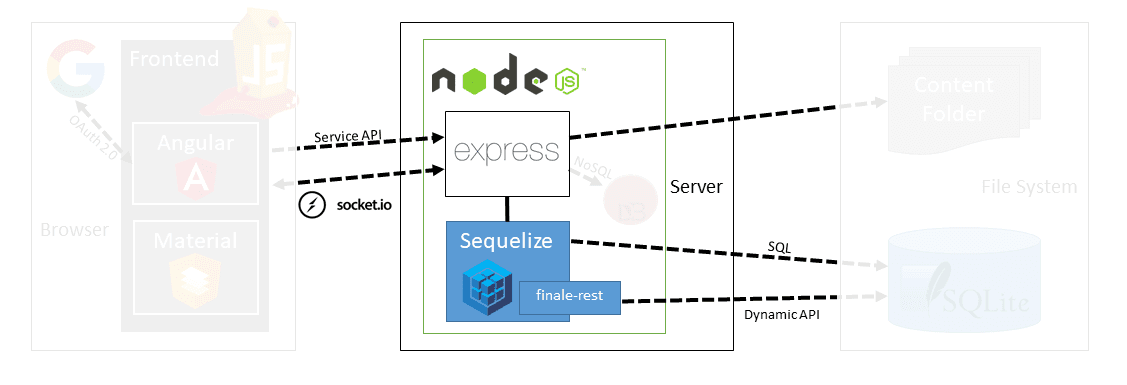 Frontend
JS
OAuth 2.0
Angular
A
Material
Browser
Service API
socket.io
node
JS
™
express
NoSQL
Server
Sequelize
finale-rest
SQL
Dynamic API
Content
Folder
File System
SQLite